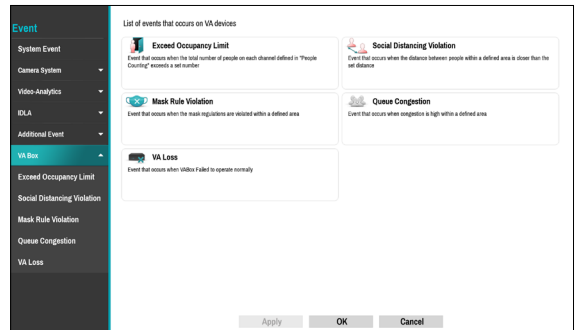 Event
System Event
Camera System
Video-Analytics
IDLA
Additional Event
VA Box
Exceed Occupancy Limit
Social Distancing Violation
Mask Rule Violation
Queue Congestion
VA Loss
List of events that occurs on VA devices
Exceed Occupancy Limit
Event that occurs when the total number of people on each channel defined in "People
Counting" exceeds a set number
Social Distancing Violation
Event that occurs when the distance between people within a defined area is closer than the
set distance
Mask Rule Violation
Event that occurs when the mask regulations are violated within a defined area
Queue Congestion
Event that occurs when congestion is high within a defined area
VA Loss
Event that occurs when VABox Failed to operate normally
Apply
OK
Cancel